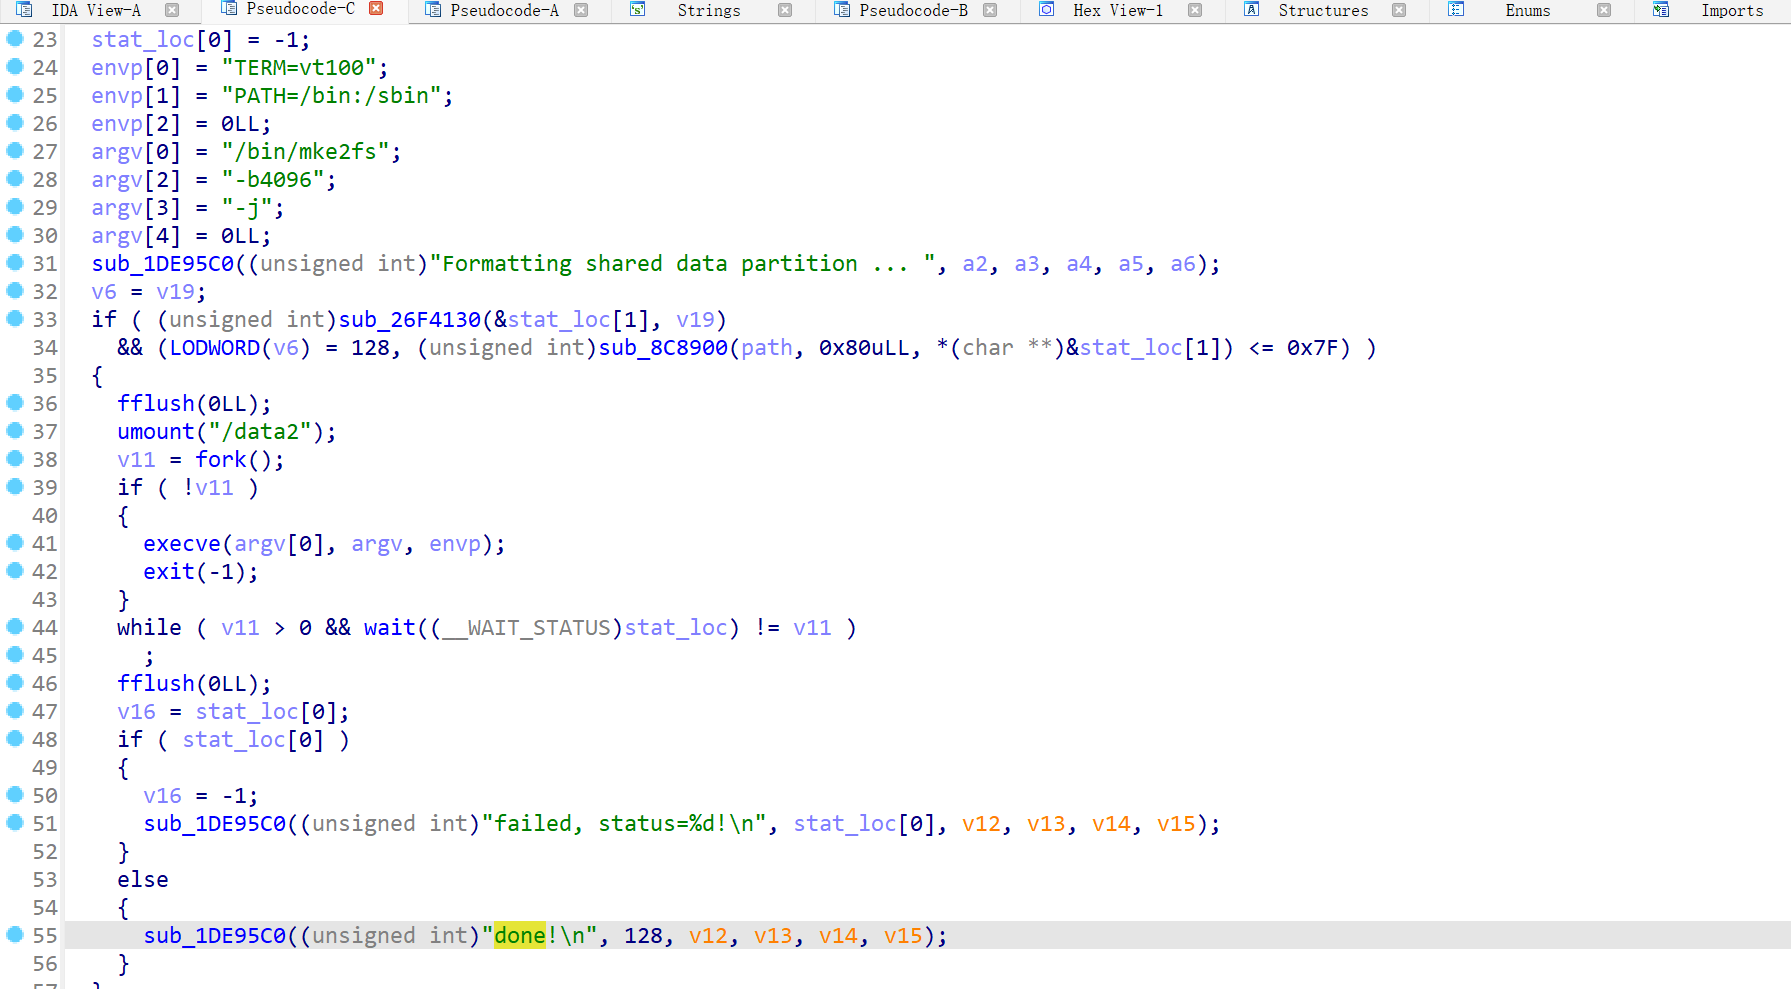 IDA View-A Pseudocode-C Pseudocode-A Strings Pseudocode-B Hex View-1 Structures Enums Imports
23 stat_loc[0] = -1;
24 envp[0] = "TERM=vt100";
25 envp[1] = "PATH=/bin:/sbin";
26 envp[2] = 0LL;
27 argv[0] = "/bin/mke2fs";
28 argv[2] = "-b4096";
29 argv[3] = "-j";
30 argv[4] = 0LL;
31 sub_1DE95C0((unsigned int)"Formatting shared data partition ... ", a2, a3, a4, a5, a6);
32 v6 = v19;
33 if ( (unsigned int)sub_26F4130(&stat_loc[1], v19)
34 && (LODWORD(v6) = 128, (unsigned int)sub_8C8900(path, 0x80uLL, *(char **)&stat_loc[1]) <= 0x7F) )
35 {
36 fflush(0LL);
37 umount("/data2");
38 v11 = fork();
39 if ( !v11 )
40 {
41 execve(argv[0], argv, envp);
42 exit(-1);
43 }
44 while ( v11 > 0 && wait((__WAIT_STATUS)stat_loc) != v11 )
45 ;
46 fflush(0LL);
47 v16 = stat_loc[0];
48 if ( stat_loc[0] )
49 {
50 v16 = -1;
51 sub_1DE95C0((unsigned int)"failed, status=%d!\n", stat_loc[0], v12, v13, v14, v15);
52 }
53 else
54 {
55 sub_1DE95C0((unsigned int)"done!\n", 128, v12, v13, v14, v15);
56 }
57 }